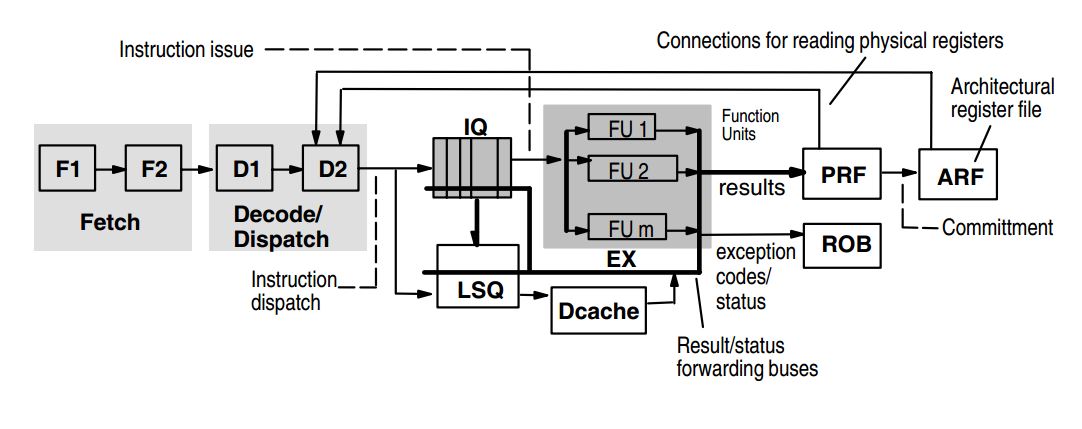 Instruction issue
Connections for reading physical registers
Architectural
register file
IQ
Function
Units
FU 1
F1
F2
D1
D2
FU 2
results
PRF
ARF
Fetch
Decode/
Dispatch
FU m
Committment
ROB
EX
exception
codes/
status
Instruction
dispatch
LSQ
Dcache
Result/status
forwarding buses